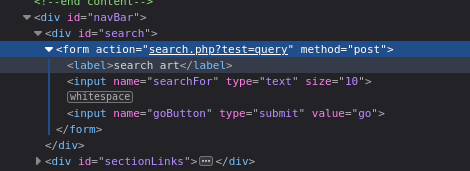 <!--end content-->
<div id="navBar">
<div id="search">
<form action="search.php?test=query" method="post">
<label>search art</label>
<input name="searchFor" type="text" size="10">
whitespace
<input name="goButton" type="submit" value="go">
</form>
</div>
<div id="sectionLinks">…</div>